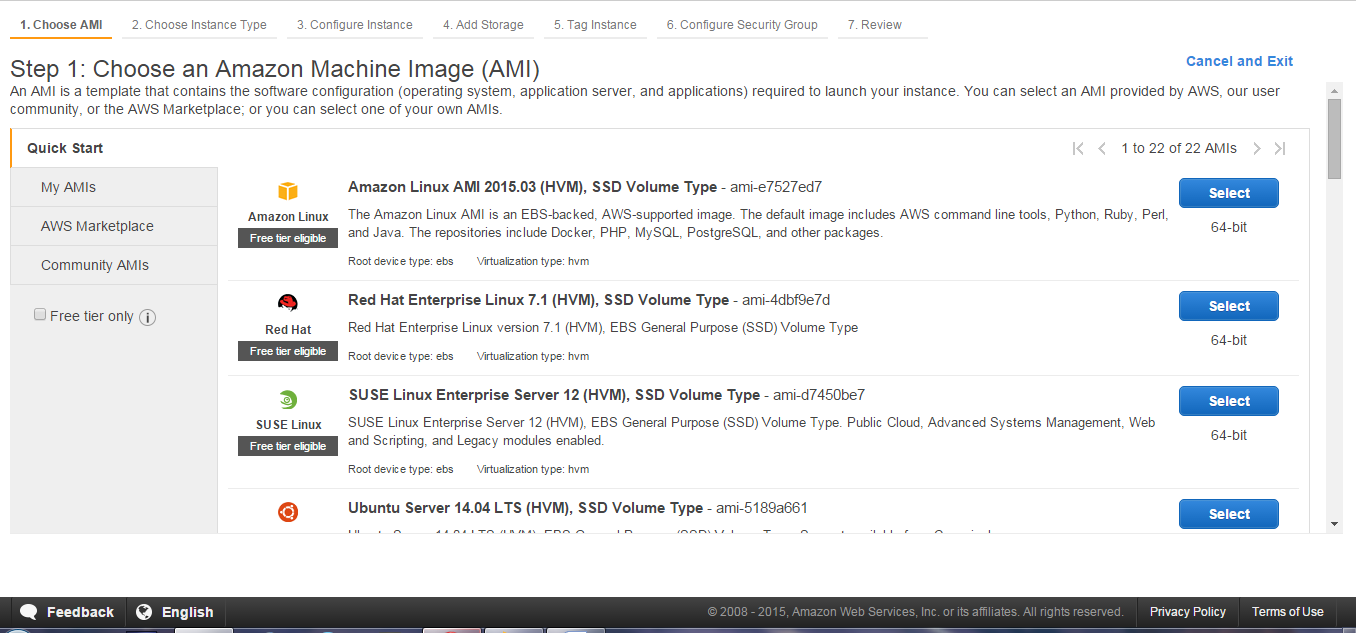 1. Choose AMI 2. Choose Instance Type 3. Configure Instance 4. Add Storage 5. Tag Instance 6. Configure Security Group 7. Review
Step 1: Choose an Amazon Machine Image (AMI)
Cancel and Exit
An AMI is a template that contains the software configuration (operating system, application server, and applications) required to launch your instance. You can select an AMI provided by AWS, our user
community, or the AWS Marketplace; or you can select one of your own AMIs.
Quick Start
My AMIs
AWS Marketplace
Community AMIs
Free tier only
1 to 22 of 22 AMIs
Amazon Linux
Free tier eligible
Amazon Linux AMI 2015.03 (HVM), SSD Volume Type - ami-e7527ed7
The Amazon Linux AMI is an EBS-backed, AWS-supported image. The default image includes AWS command line tools, Python, Ruby, Perl,
and Java. The repositories include Docker, PHP, MySQL, PostgreSQL, and other packages.
Root device type: ebs Virtualization type: hvm
Select
64-bit
Red Hat
Free tier eligible
Red Hat Enterprise Linux 7.1 (HVM), SSD Volume Type - ami-4dbf9e7d
Red Hat Enterprise Linux version 7.1 (HVM), EBS General Purpose (SSD) Volume Type
Root device type: ebs Virtualization type: hvm
Select
64-bit
SUSE Linux
Free tier eligible
SUSE Linux Enterprise Server 12 (HVM), SSD Volume Type - ami-d7450be7
SUSE Linux Enterprise Server 12 (HVM), EBS General Purpose (SSD) Volume Type. Public Cloud, Advanced Systems Management, Web
and Scripting, and Legacy modules enabled.
Root device type: ebs Virtualization type: hvm
Select
64-bit
Ubuntu Server 14.04 LTS (HVM), SSD Volume Type - ami-5189a661
Select
Feedback English
© 2008 - 2015, Amazon Web Services, Inc. or its affiliates. All rights reserved. Privacy Policy Terms of Use